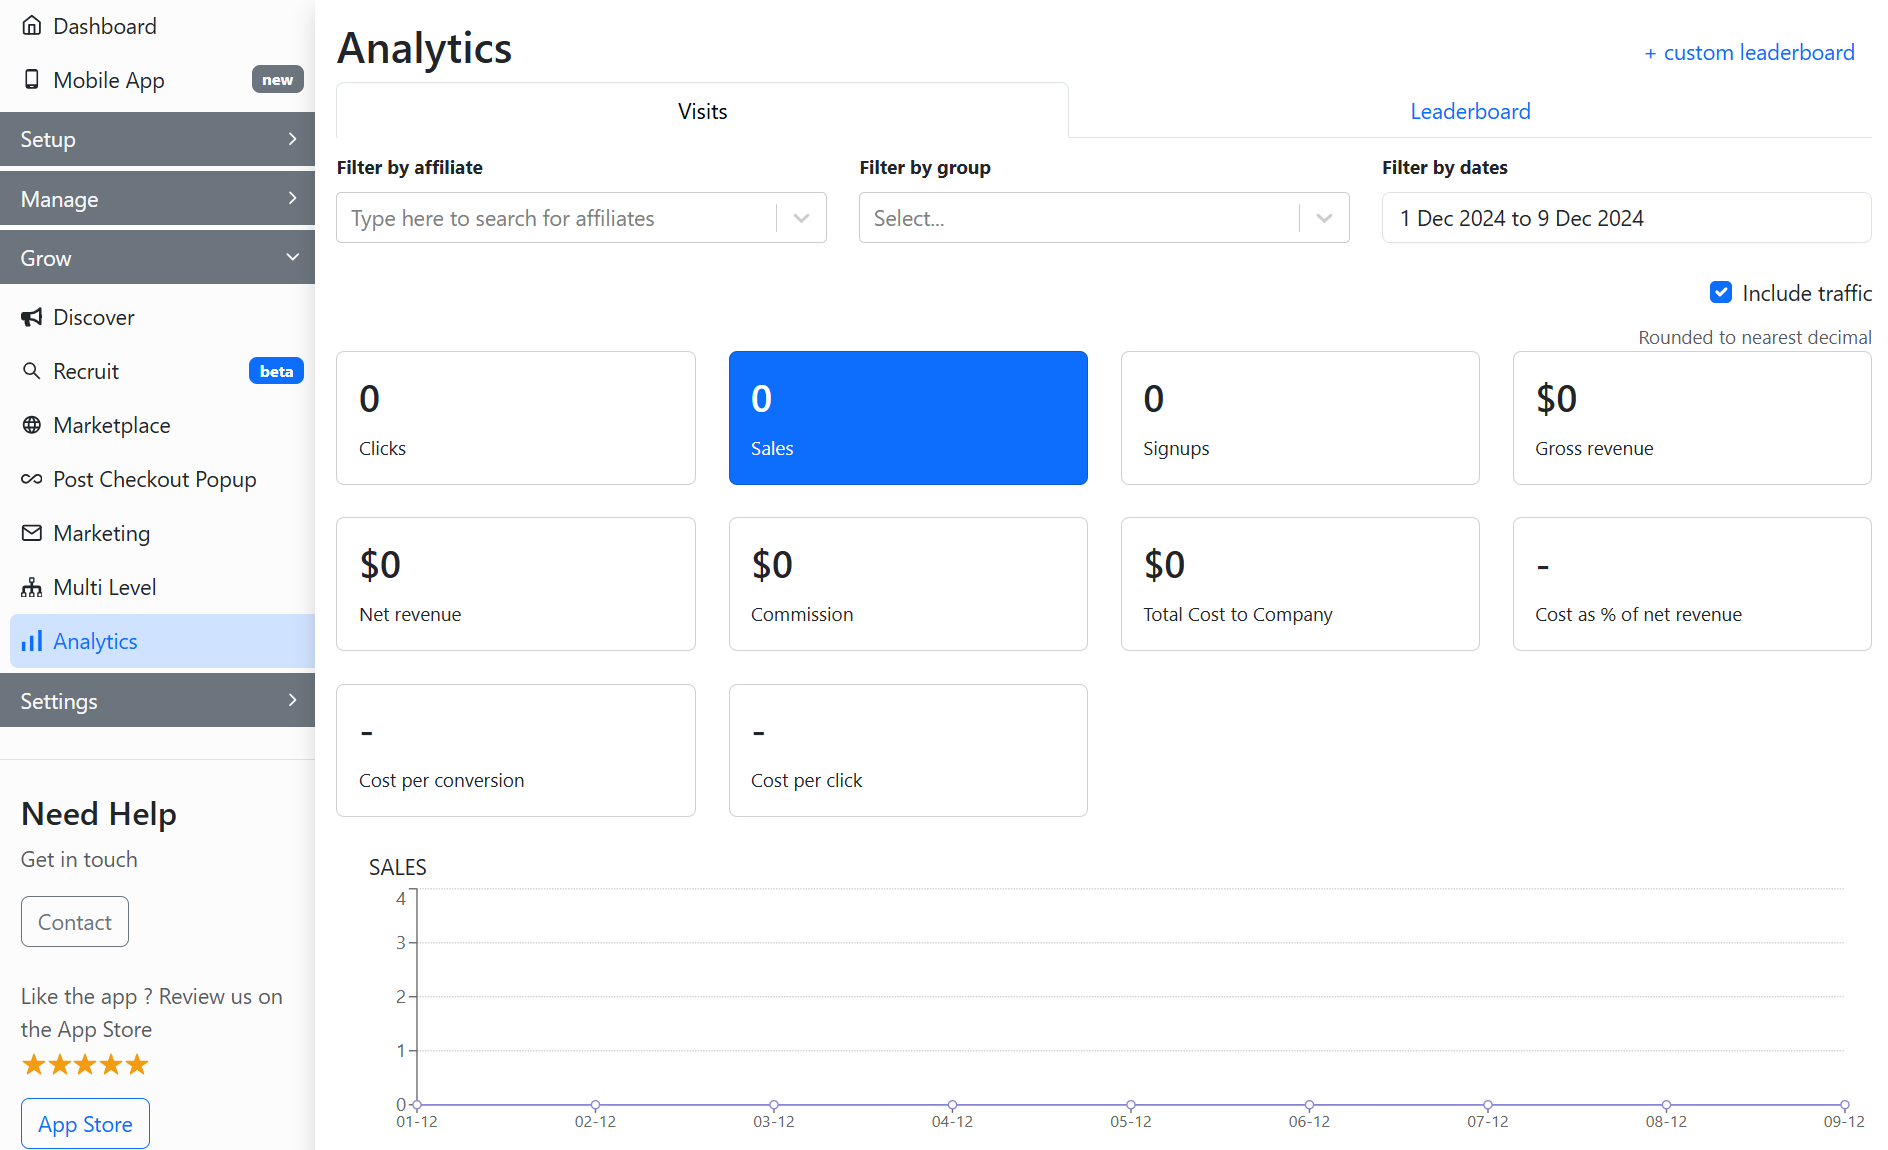 Dashboard
Mobile App
new
Setup
Manage
Grow
Discover
Recruit
beta
Marketplace
Post Checkout Popup
Marketing
Multi Level
Analytics
Settings
Need Help
Get in touch
Contact
Like the app ? Review us on
the App Store
App Store
Analytics
+ custom leaderboard
Visits
Leaderboard
Filter by affiliate
Filter by group
Filter by dates
Type here to search for affiliates
Select...
1 Dec 2024 to 9 Dec 2024
Include traffic
Rounded to nearest decimal
0
Clicks
0
Sales
0
Signups
$0
Gross revenue
$0
Net revenue
$0
Commission
$0
Total Cost to Company
-
Cost as % of net revenue
-
Cost per conversion
-
Cost per click
SALES
4
3
2
1
0
01-12 02-12 03-12 04-12 05-12 06-12 07-12 08-12 09-12